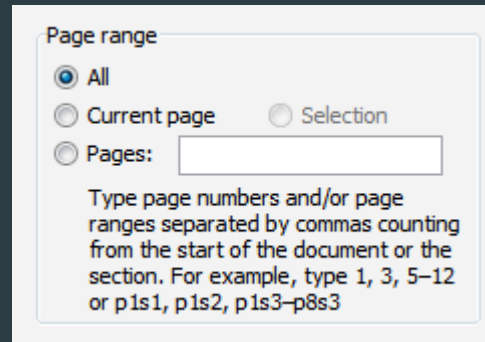 Page range
All
Current page Selection
Pages:
Type page numbers and/or page
ranges separated by commas counting
from the start of the document or the
section. For example, type 1, 3, 5–12
or p1s1, p1s2, p1s3–p8s3